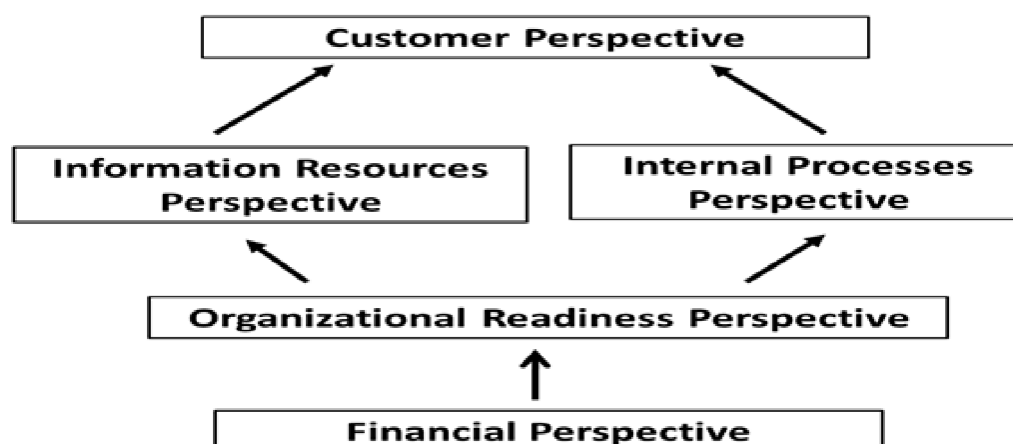 Customer Perspective
Information Resources
Perspective
Internal Processes
Perspective
Organizational Readiness Perspective
Financial Perspective